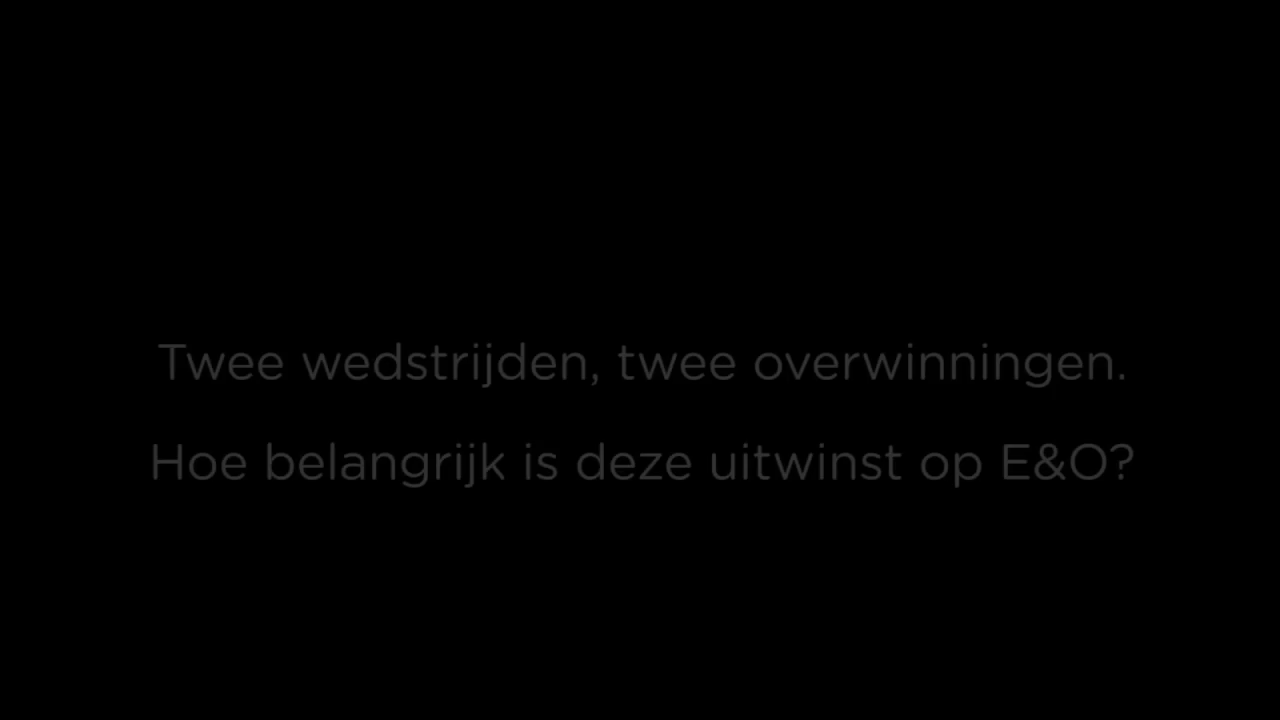 Twee wedstrijden, twee overwinningen.
Hoe belangrijk is deze uitwinst op E&O?